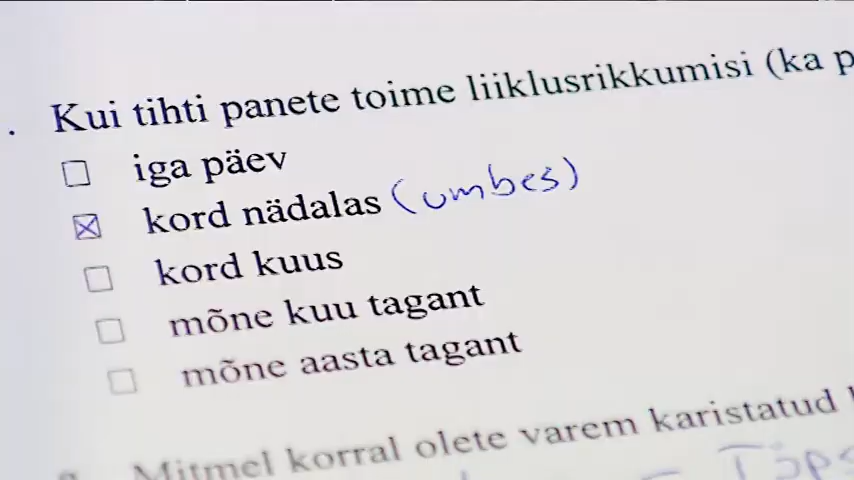 . Kui tihti panete toime liiklusrikkumisi (ka p
iga päev
kord nädalas (umbes)
kord kuus
mõne kuu tagant
mõne aasta tagant
Mitmel korral olete varem karistatud